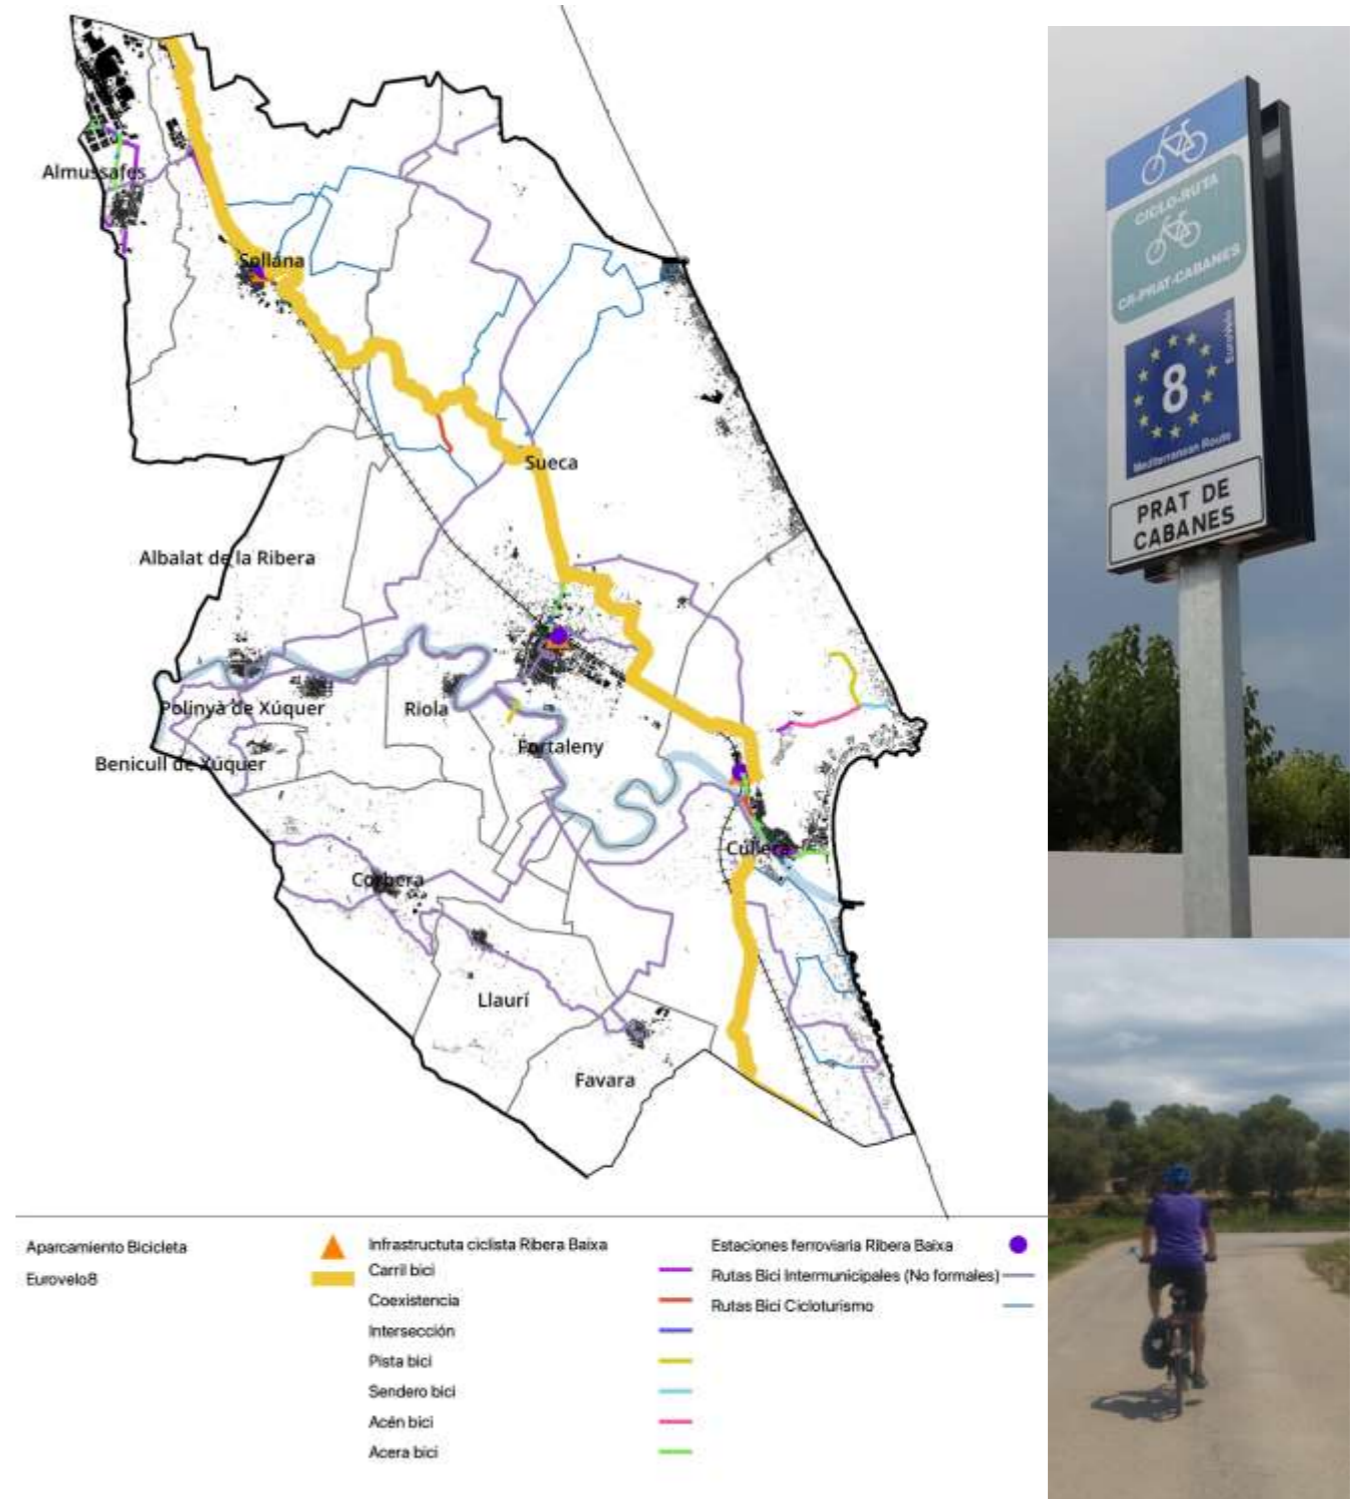 Almussafes
Sollana
Sueca
Albalat de la Ribera
Polinyà de Xúquer
Riola
Benicull de Xúquer
Fortaleny
Cullera
Corbera
Llaurí
Favara
Aparcamiento Bicicleta
Eurovelo8
Infrastructuta ciclista Ribera Baixa
Carril bici
Coexistencia
Intersección
Pista bici
Sendero bici
Acén bici
Acera bici
Estaciones ferroviaria Ribera Baixa
Rutas Bici Intermunicipales (No formales)
Rutas Bici Cicloturismo
CICLO-RUTA
CR-PRAT-CABANES
EuroVelo
8
Mediterranean Route
PRAT DE
CABANES